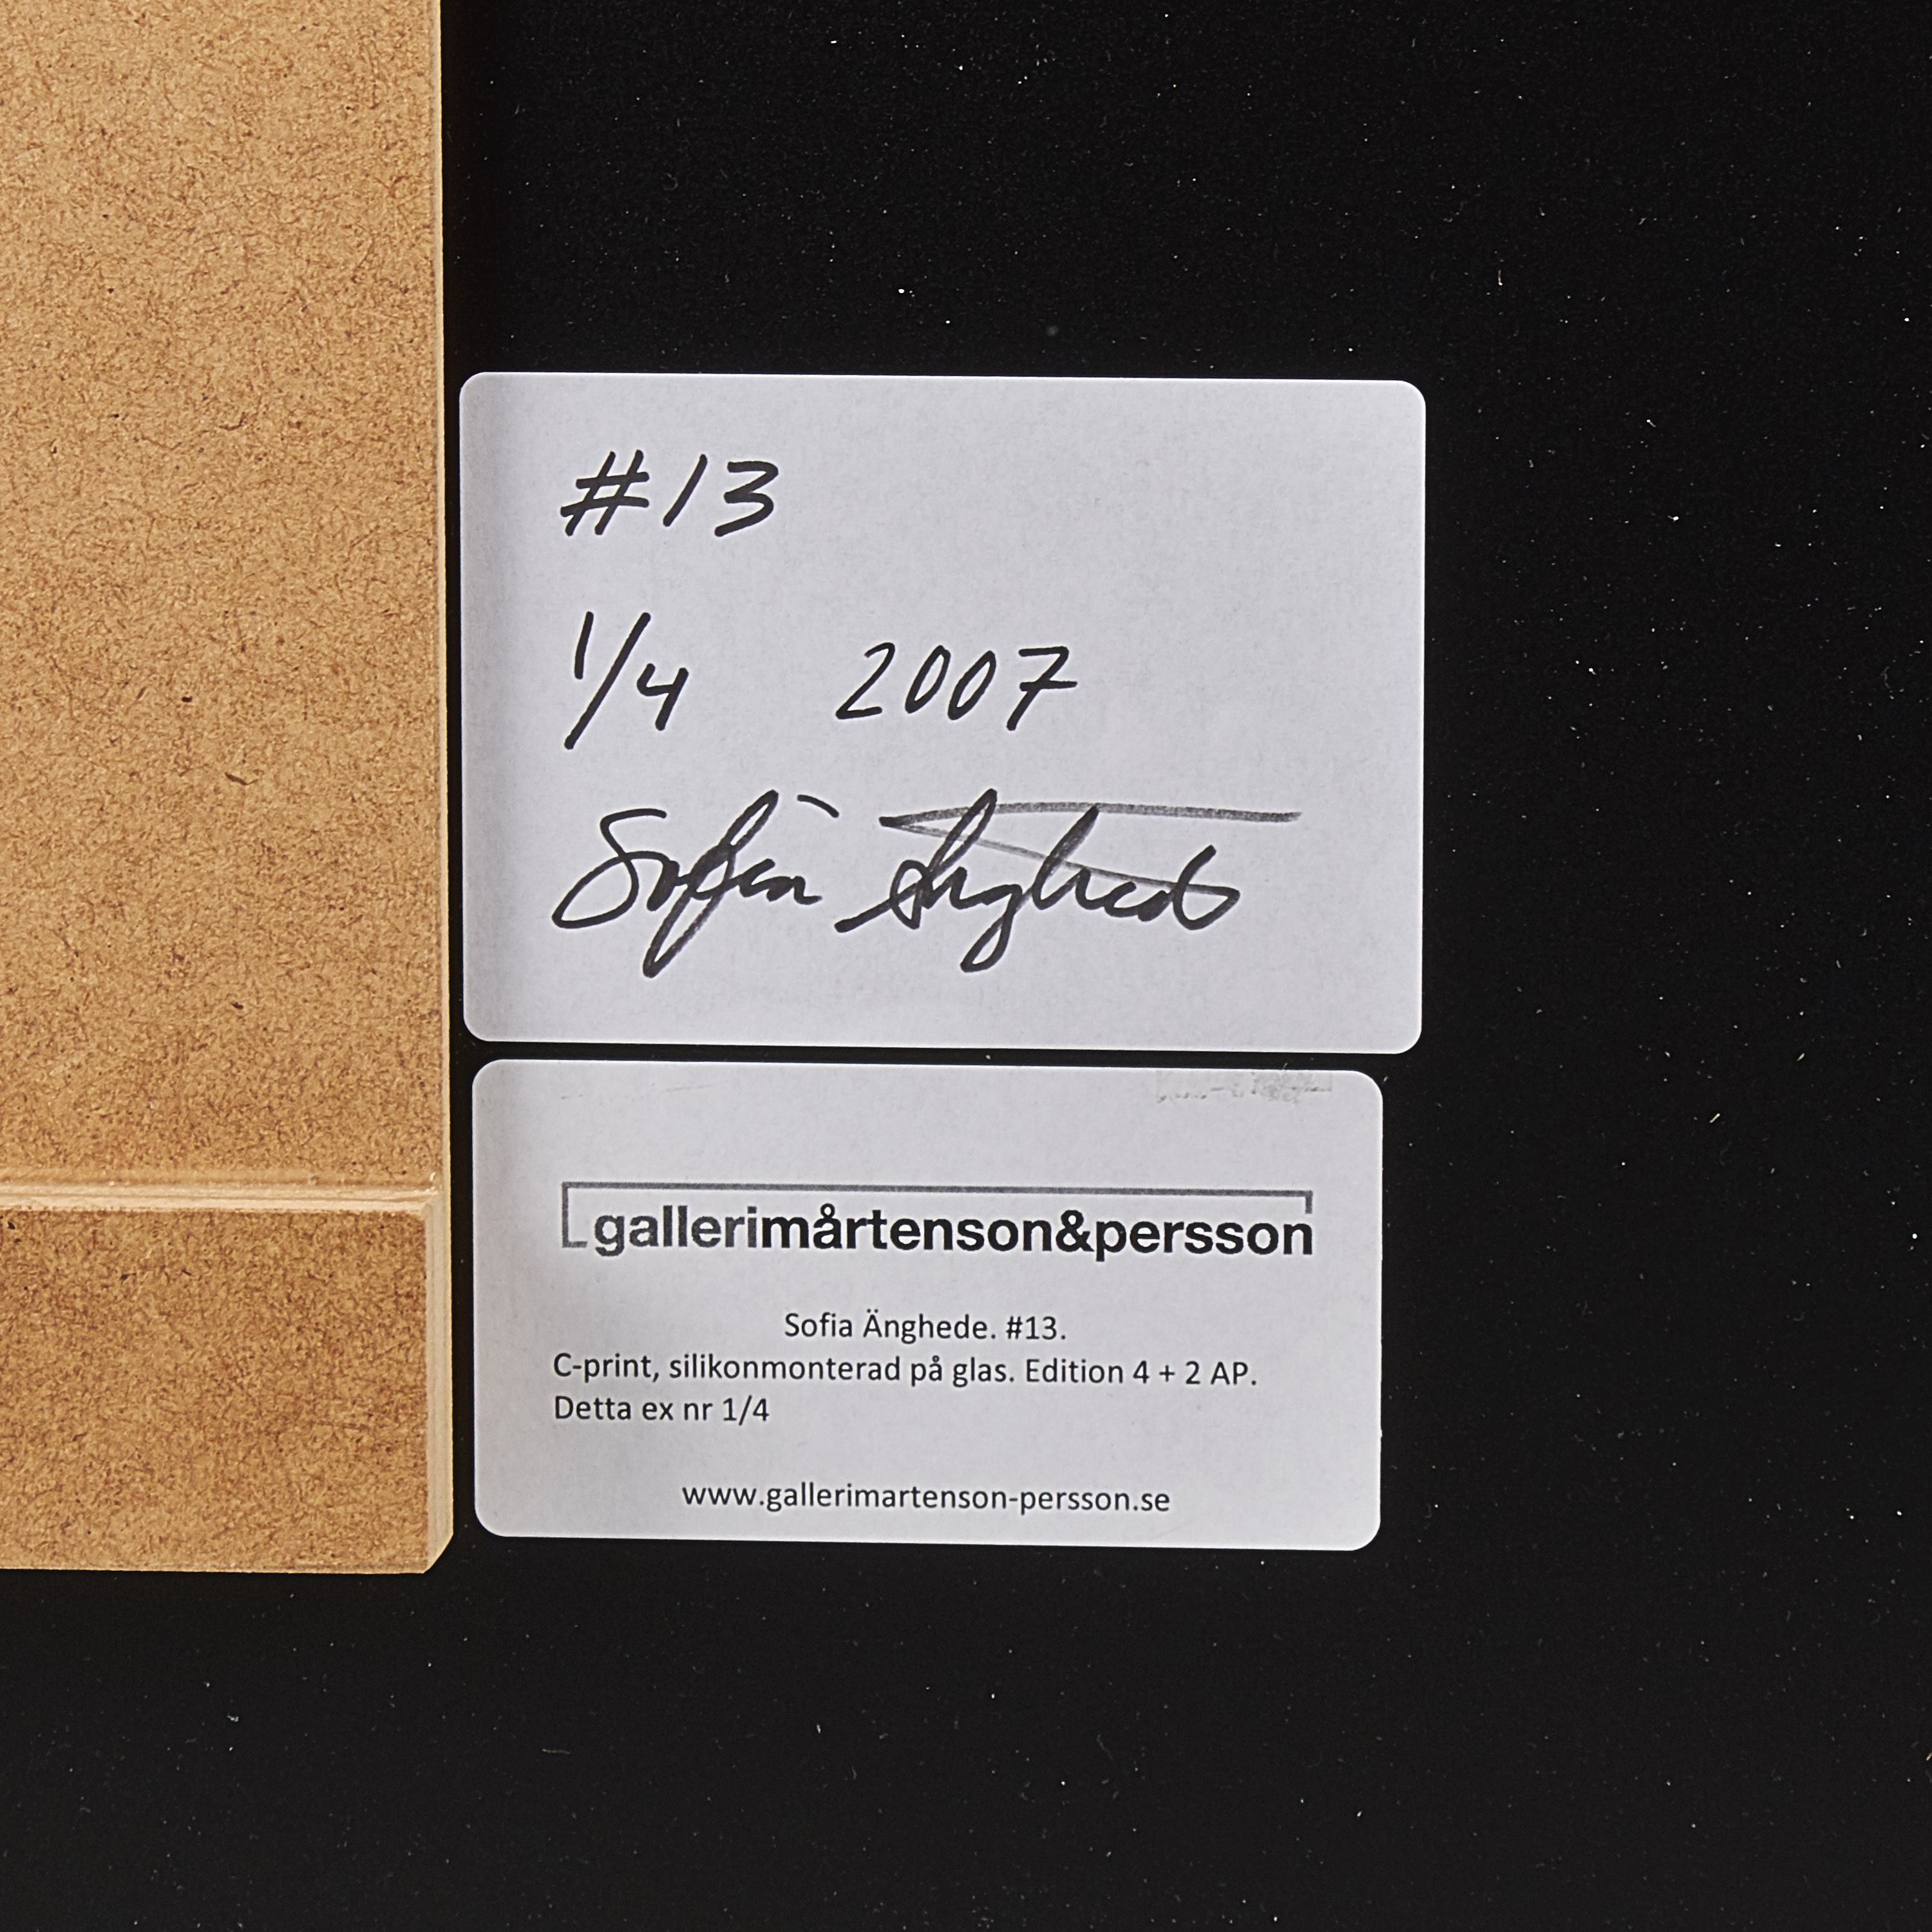 #13
1/4 2007
Sofia Änghede
gallerimårtenson&persson
Sofia Änghede. #13.
C-print, silikonmonterad på glas. Edition 4 + 2 AP.
Detta ex nr 1/4
www.gallerimartenson-persson.se